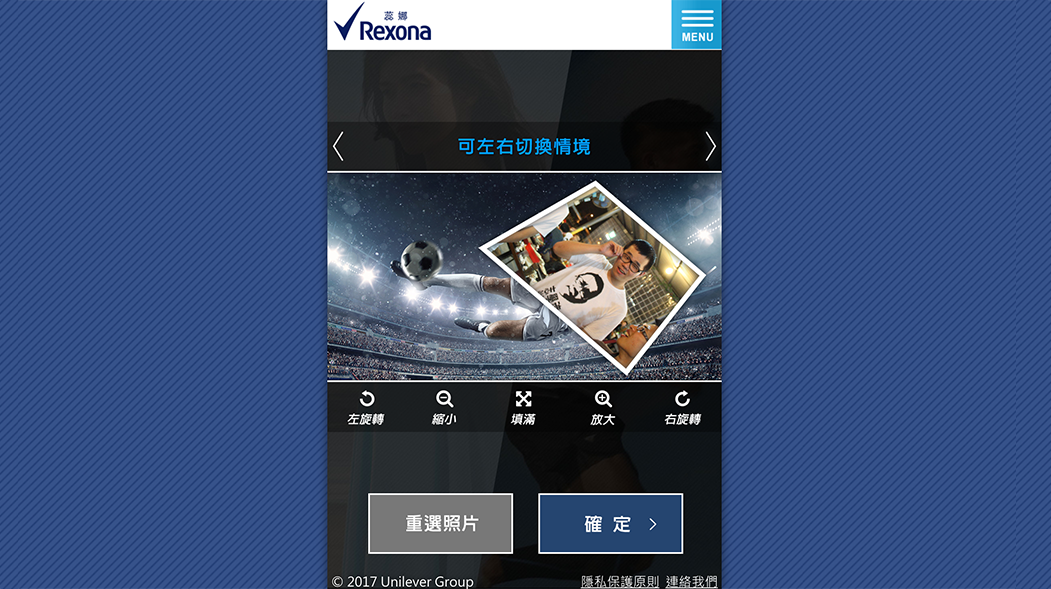 蕊娜
Rexona
MENU
可左右切換情境
左旋轉
縮小
填滿
放大
右旋轉
重選照片
確定
© 2017 Unilever Group
隱私保護原則 連絡我們